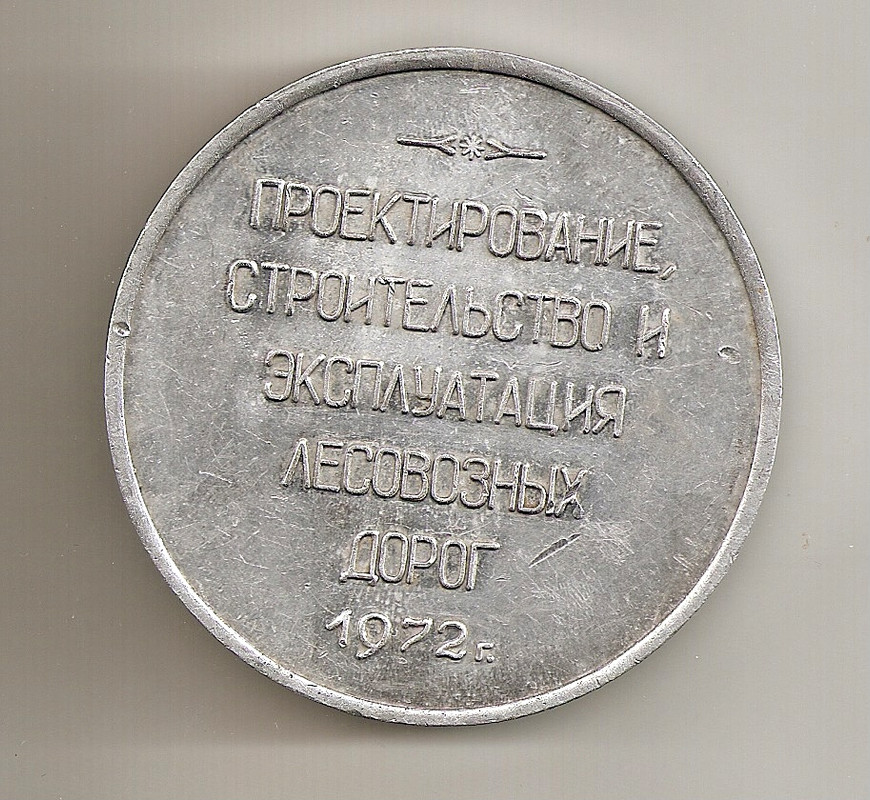 ПРОЕКТИРОВАНИЕ,
СТРОИТЕЛЬСТВО И
ЭКСПЛУАТАЦИЯ
ЛЕСОВОЗНЫХ
ДОРОГ
1972 г.